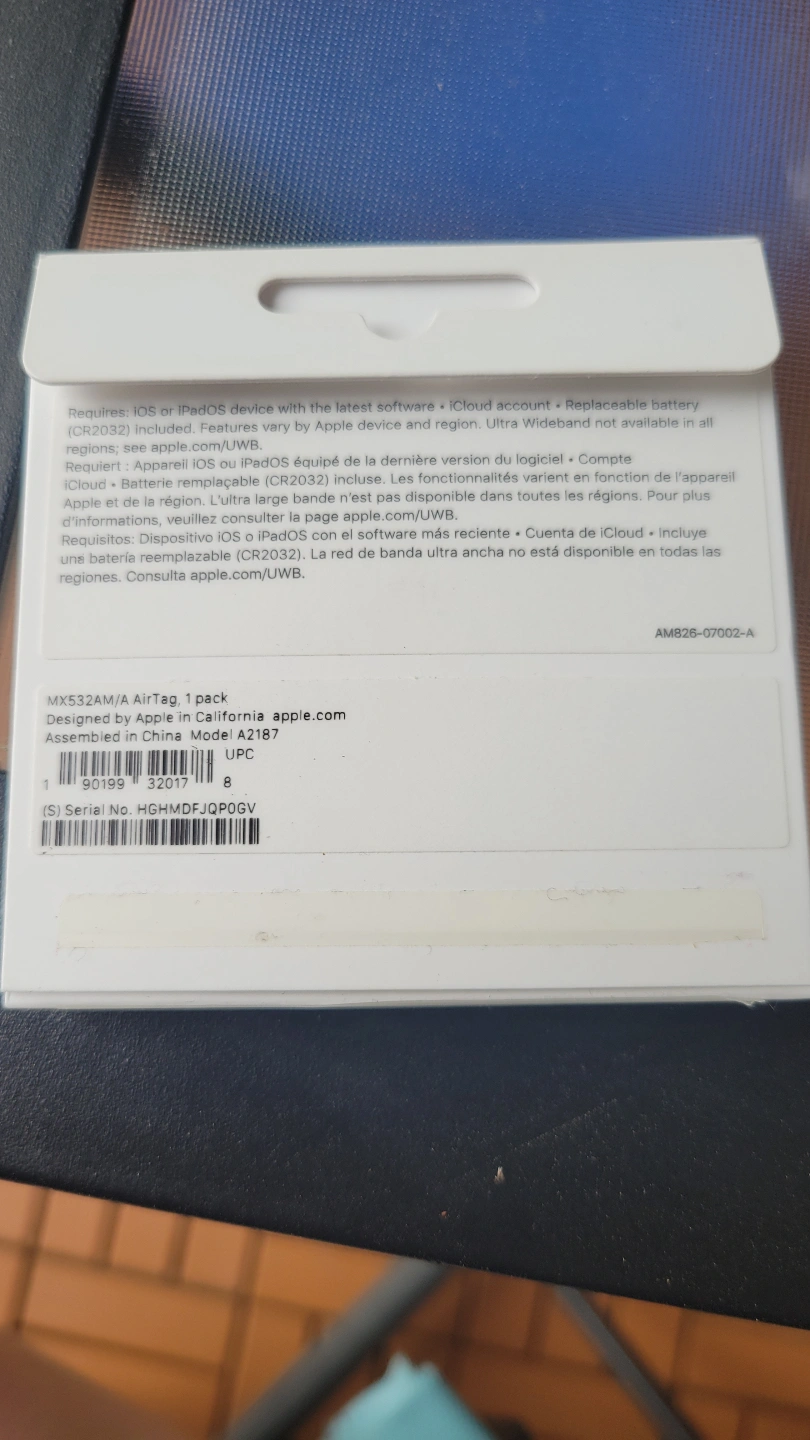 Requires: iOS or iPadOS device with the latest software • iCloud account • Replaceable battery
(CR2032) included. Features vary by Apple device and region. Ultra Wideband not available in all
regions; see apple.com/UWB.
Requiert : Appareil iOS ou iPadOS équipé de la dernière version du logiciel • Compte
iCloud • Batterie remplaçable (CR2032) incluse. Les fonctionnalités varient en fonction de l'appareil
Apple et de la région. L'ultra large bande n'est pas disponible dans toutes les régions. Pour plus
d'informations, veuillez consulter la page apple.com/UWB.
Requisitos: Dispositivo iOS o iPadOS con el software más reciente • Cuenta de iCloud • Incluye
una batería reemplazable (CR2032). La red de banda ultra ancha no está disponible en todas las
regiones. Consulta apple.com/UWB.
AM826-07002-A
MX532AM/A AirTag, 1 pack
Designed by Apple in California apple.com
Assembled in China Model A2187
UPC
1 90199 32017 8
(S) Serial No. HGHMDFJQP0GV